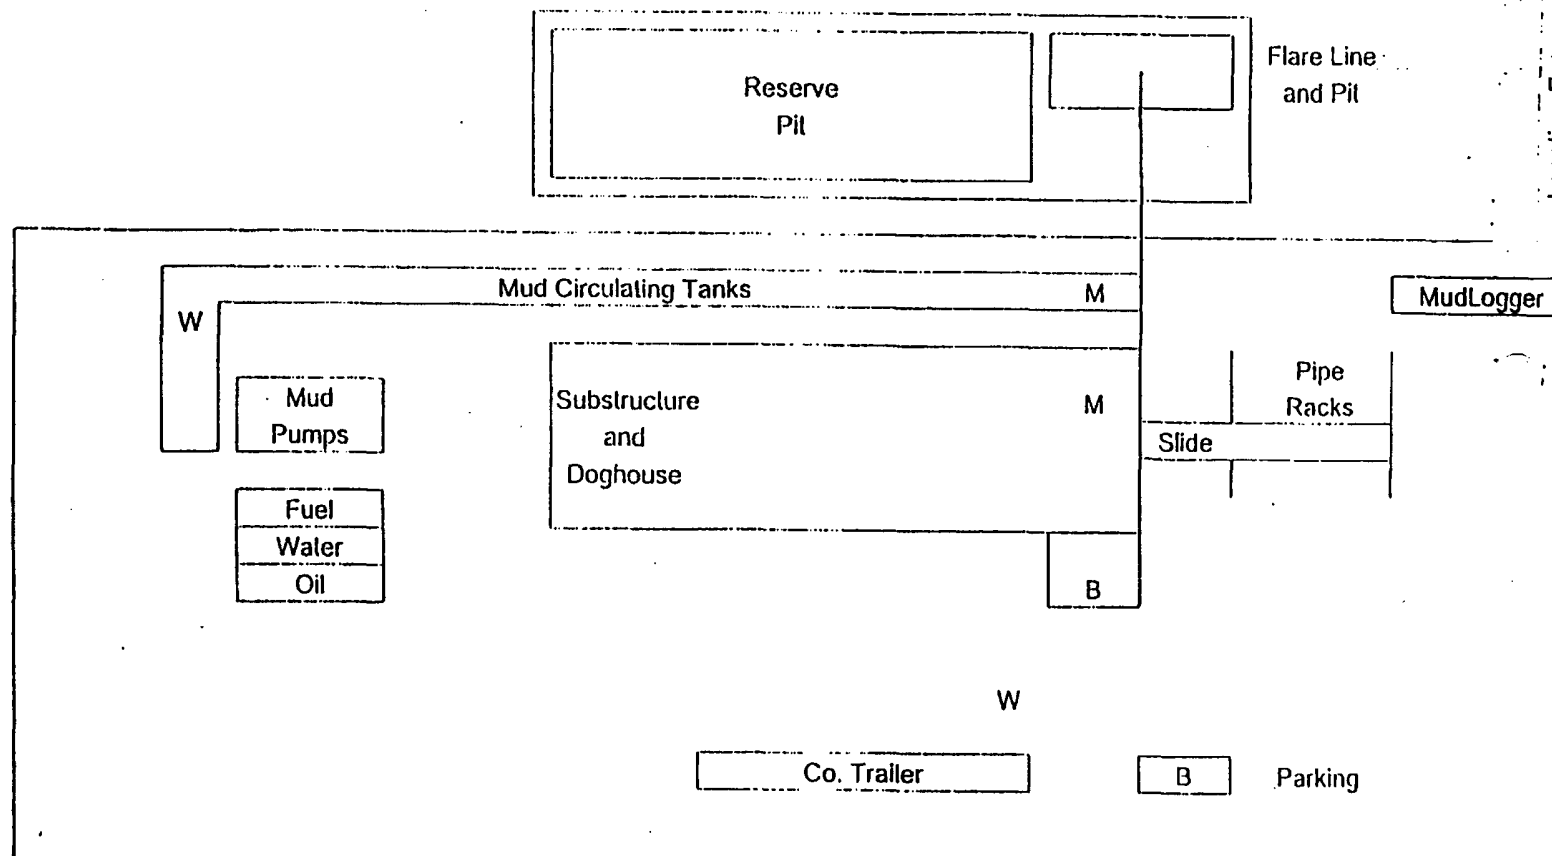 Flare Line
and Pit
Reserve
Pit
Mud Circulating Tanks
M
MudLogger
W
Pipe
Racks
Mud
Pumps
Substructure
and
Doghouse
M
Slide
Fuel
Water
Oil
B
W
Co. Trailer
B
Parking